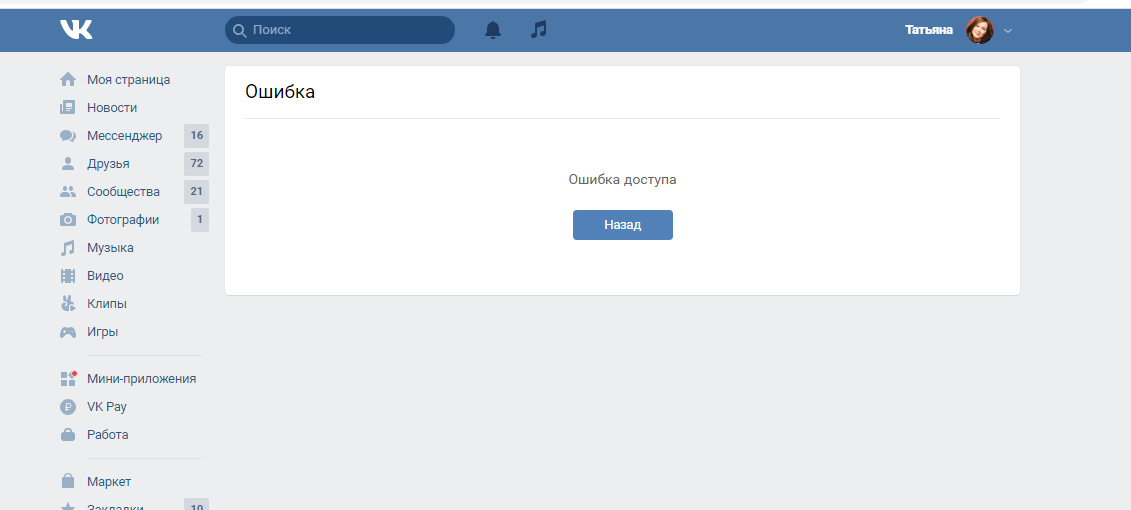 VK
Поиск
Татьяна
Моя страница
Новости
Мессенджер 16
Друзья 72
Сообщества 21
Фотографии 1
Музыка
Видео
Клипы
Игры
Мини-приложения
VK Pay
Работа
Маркет
Закладки 10
Ошибка
Ошибка доступа
Назад